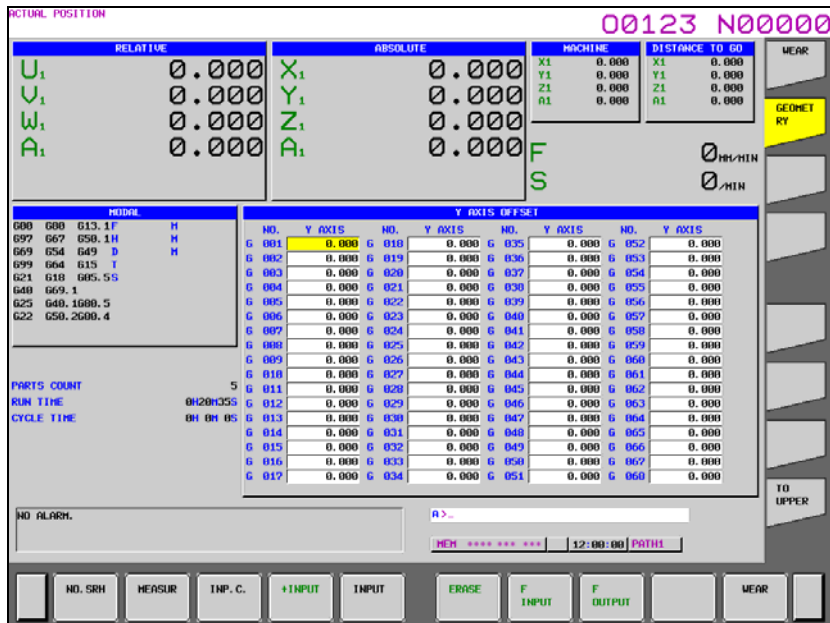 ACTUAL POSITION
O0123 N00000
RELATIVE
U1 0.000
V1 0.000
W1 0.000
A1 0.000
ABSOLUTE
X1 0.000
Y1 0.000
Z1 0.000
A1 0.000
MACHINE
X1 0.000
Y1 0.000
Z1 0.000
A1 0.000
DISTANCE TO GO
X1 0.000
Y1 0.000
Z1 0.000
A1 0.000
F 0MM/MIN
S 0/MIN
MODAL
G00 G80 G13.1F M
G97 G67 G50.1H M
G69 G54 G49 D M
G99 G64 G15 T
G21 G18 G05.5S
G40 G69.1
G25 G40.1G80.5
G22 G50.2G80.4
PARTS COUNT 5
RUN TIME 0H20M35S
CYCLE TIME 0H 0M 0S
Y AXIS OFFSET
NO. Y AXIS NO. Y AXIS NO. Y AXIS NO. Y AXIS
G 001 0.000 G 018 0.000 G 035 0.000 G 052 0.000
G 002 0.000 G 019 0.000 G 036 0.000 G 053 0.000
G 003 0.000 G 020 0.000 G 037 0.000 G 054 0.000
G 004 0.000 G 021 0.000 G 038 0.000 G 055 0.000
G 005 0.000 G 022 0.000 G 039 0.000 G 056 0.000
G 006 0.000 G 023 0.000 G 040 0.000 G 057 0.000
G 007 0.000 G 024 0.000 G 041 0.000 G 058 0.000
G 008 0.000 G 025 0.000 G 042 0.000 G 059 0.000
G 009 0.000 G 026 0.000 G 043 0.000 G 060 0.000
G 010 0.000 G 027 0.000 G 044 0.000 G 061 0.000
G 011 0.000 G 028 0.000 G 045 0.000 G 062 0.000
G 012 0.000 G 029 0.000 G 046 0.000 G 063 0.000
G 013 0.000 G 030 0.000 G 047 0.000 G 064 0.000
G 014 0.000 G 031 0.000 G 048 0.000 G 065 0.000
G 015 0.000 G 032 0.000 G 049 0.000 G 066 0.000
G 016 0.000 G 033 0.000 G 050 0.000 G 067 0.000
G 017 0.000 G 034 0.000 G 051 0.000 G 068 0.000
NO ALARM.
A>_
MEM **** *** *** 12:00:00 PATH1
WEAR
GEOMET
RY
TO
UPPER
NO.SRH MEASUR INP.C. +INPUT INPUT ERASE F INPUT F OUTPUT WEAR